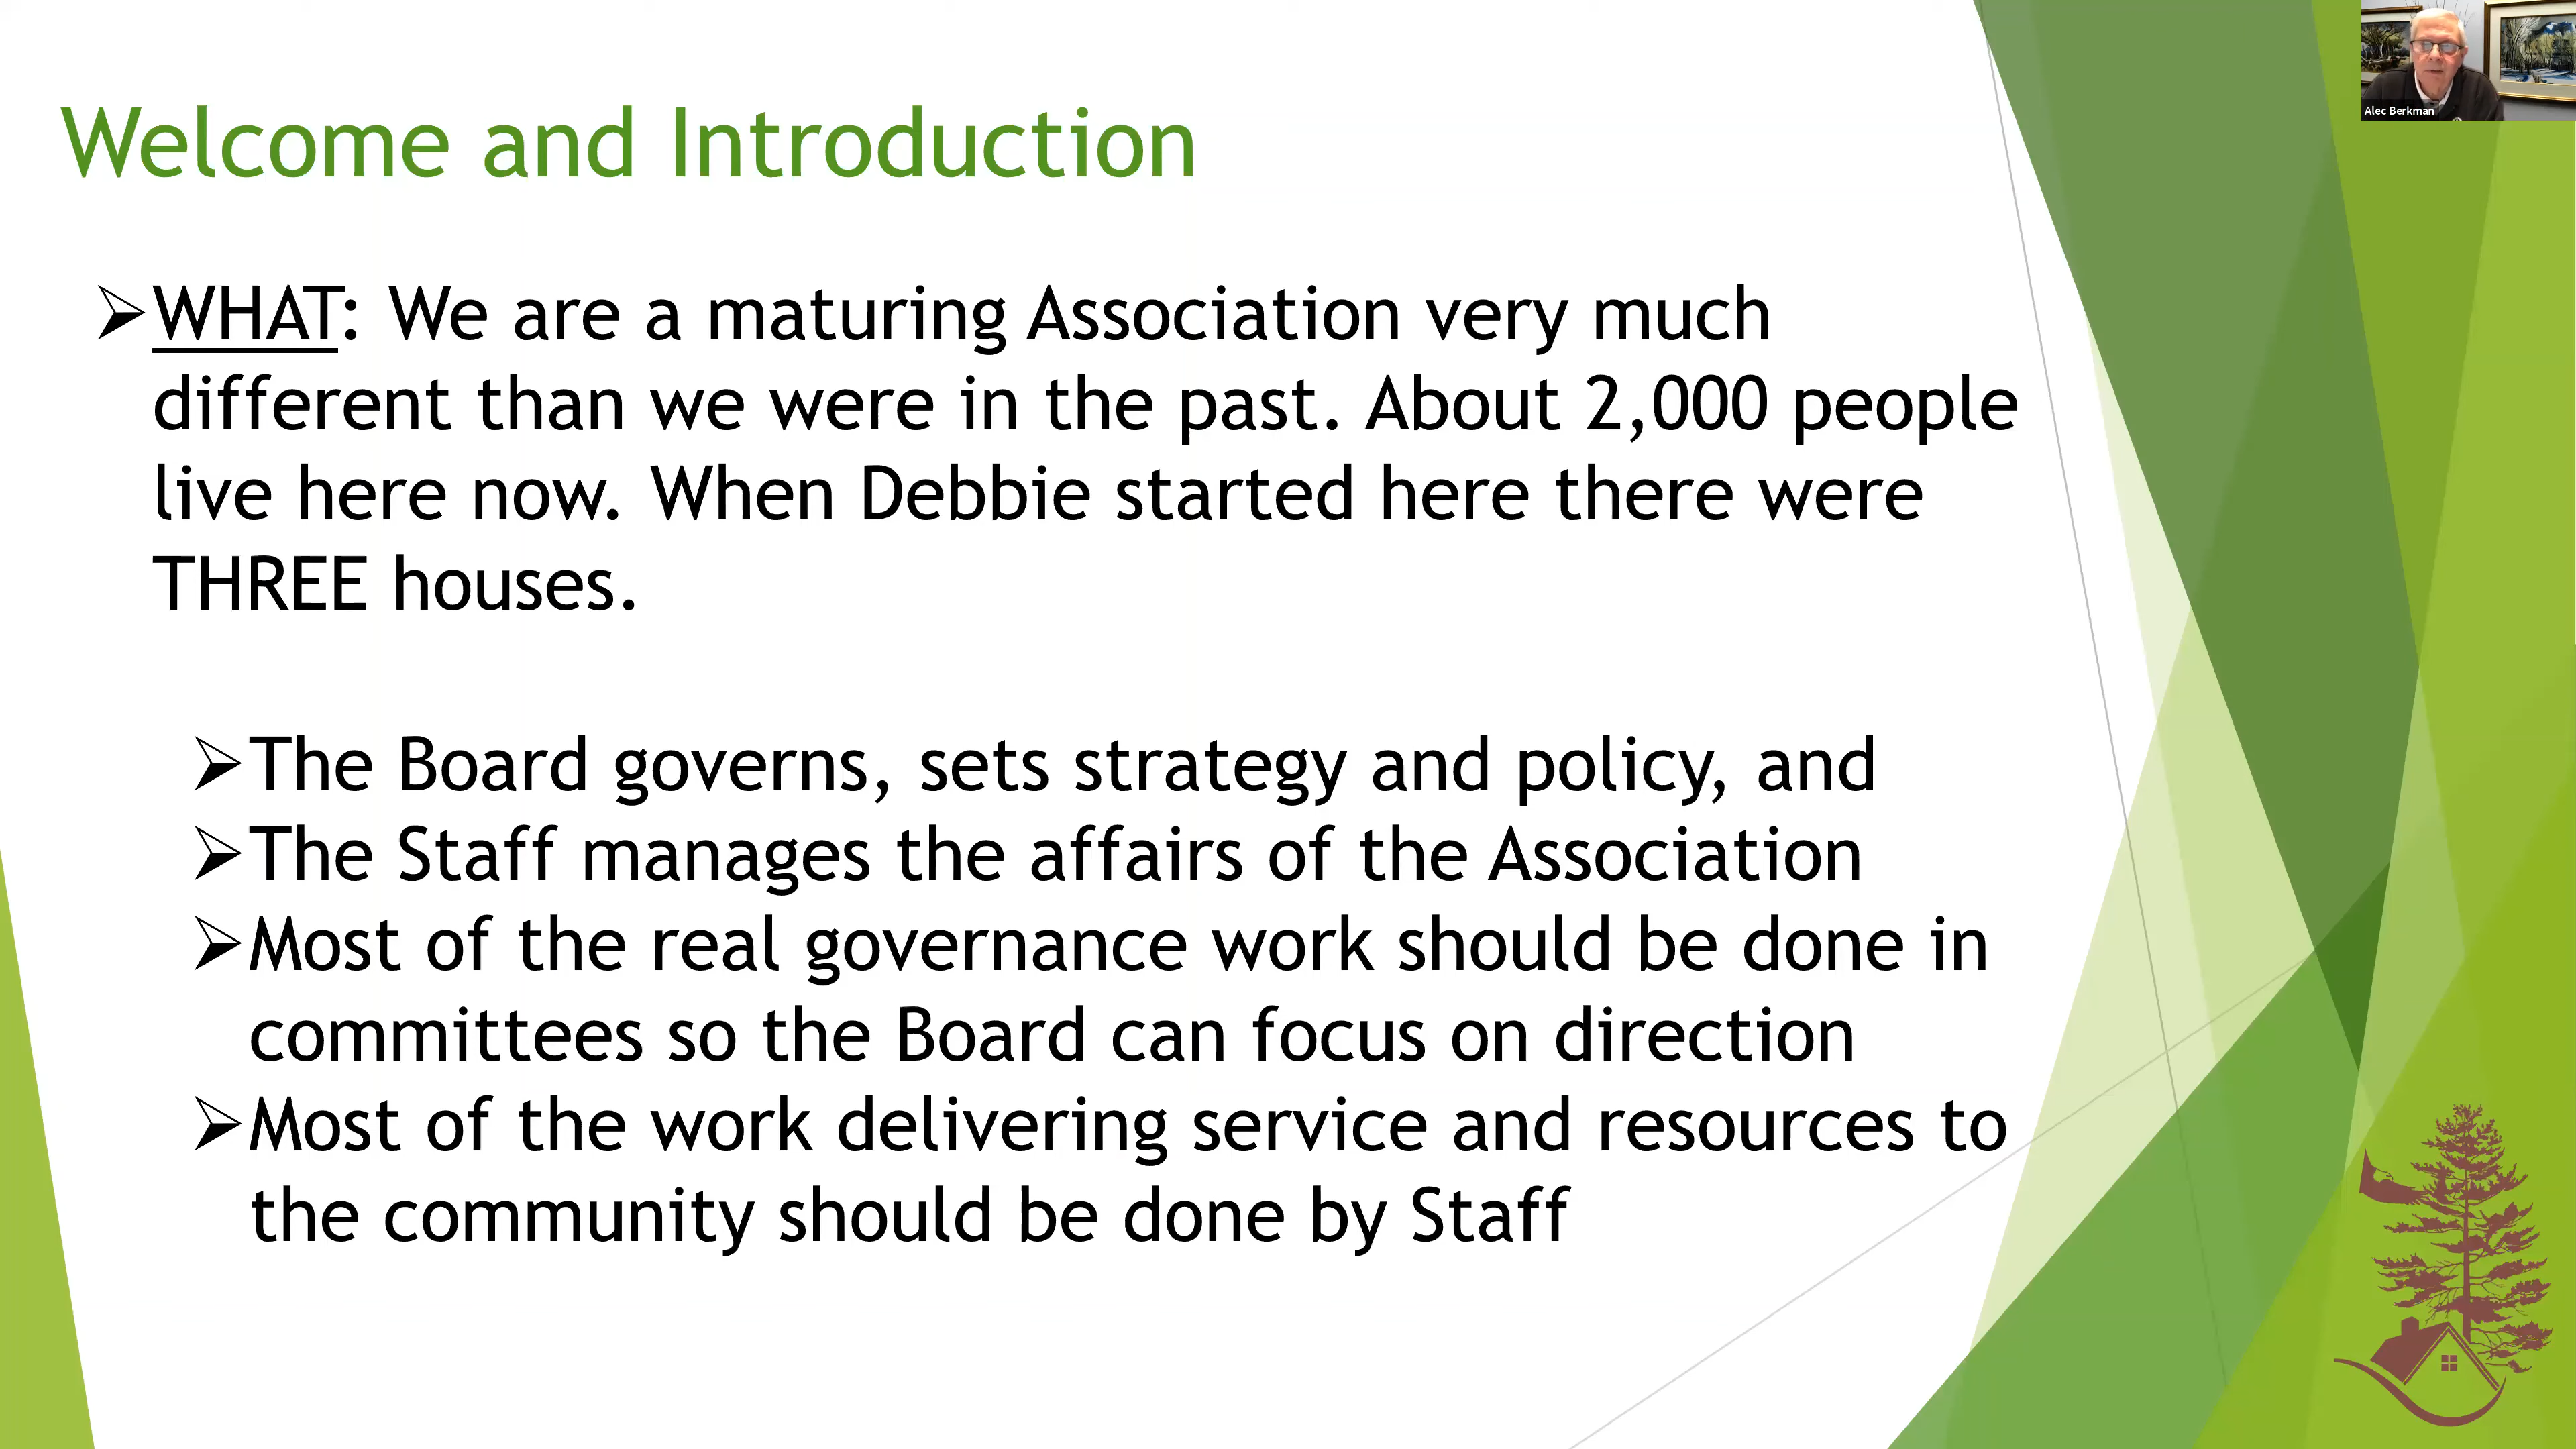 Alec Berkman
Welcome and Introduction
➢WHAT: We are a maturing Association very much
different than we were in the past. About 2,000 people
live here now. When Debbie started here there were
THREE houses.
➢The Board governs, sets strategy and policy, and
➢The Staff manages the affairs of the Association
➢Most of the real governance work should be done in
committees so the Board can focus on direction
➢Most of the work delivering service and resources to
the community should be done by Staff